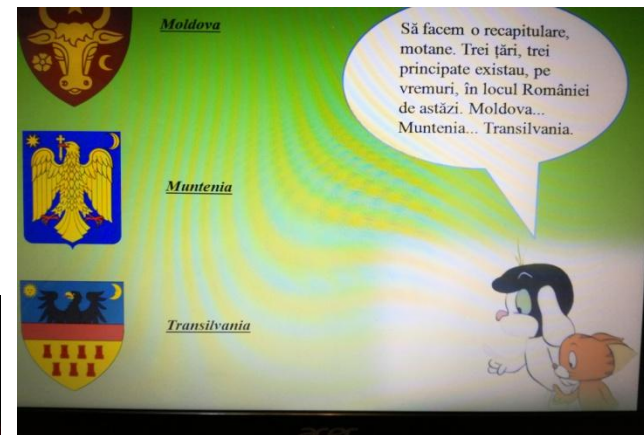 Moldova
Să facem o recapitulare,
motane. Trei țări, trei
principate existau, pe
vremuri, în locul României
de astăzi. Moldova...
Muntenia... Transilvania.
Muntenia
Transilvania
acer